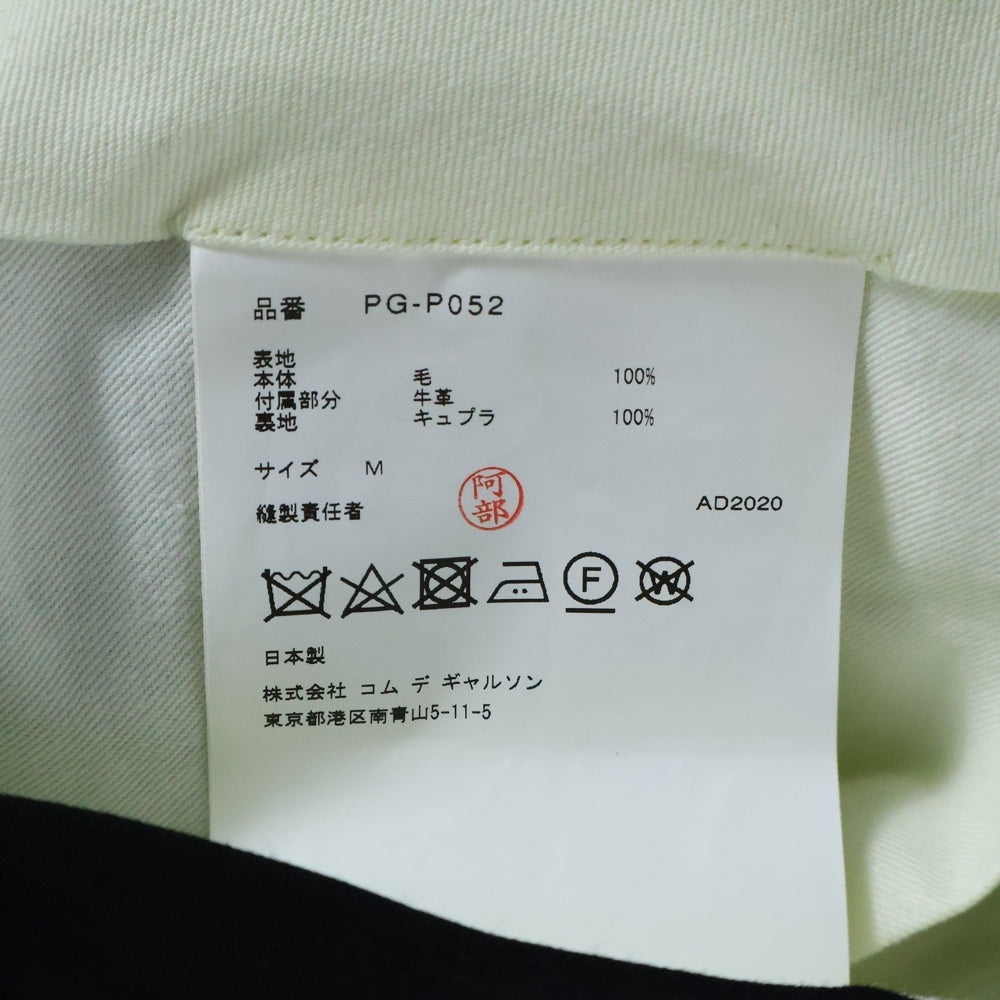 品番 PG-P052
表地
本体 毛 100%
付属部分 牛革
裏地 キュプラ 100%
サイズ M
縫製責任者 阿部 AD2020
F W
日本製
株式会社 コム デ ギャルソン
東京都港区南青山5-11-5